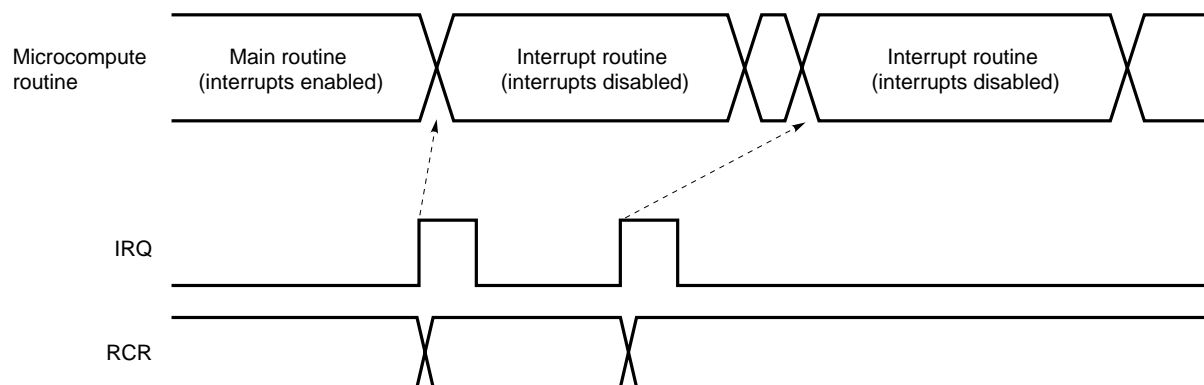 Microcompute
routine
Main routine
(interrupts enabled)
Interrupt routine
(interrupts disabled)
Interrupt routine
(interrupts disabled)
IRQ
RCR